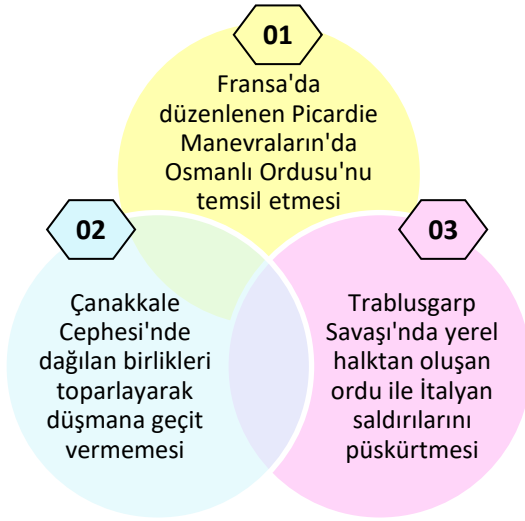 01
Fransa'da
düzenlenen Picardie
Manevraların'da
Osmanlı Ordusu'nu
temsil etmesi
02
Çanakkale
Cephesi'nde
dağılan birlikleri
toparlayarak
düşmana geçit
vermemesi
03
Trablusgarp
Savaşı'nda yerel
halktan oluşan
ordu ile İtalyan
saldırılarını
püskürtmesi